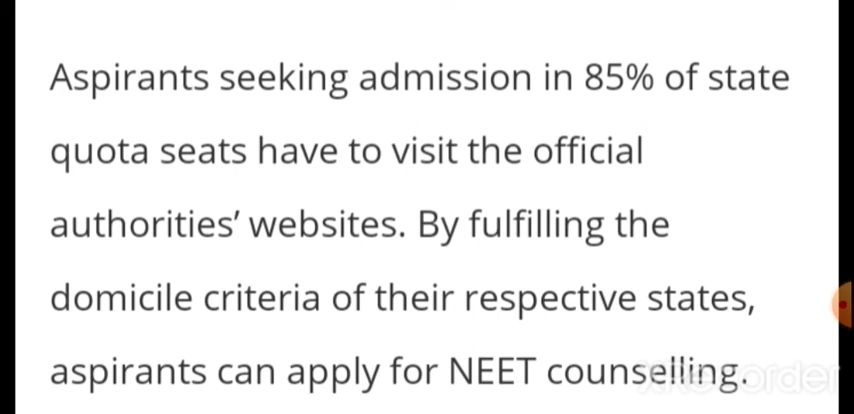 Aspirants seeking admission in 85% of state
quota seats have to visit the official
authorities’ websites. By fulfilling the
domicile criteria of their respective states,
aspirants can apply for NEET counselling.
XRecorder